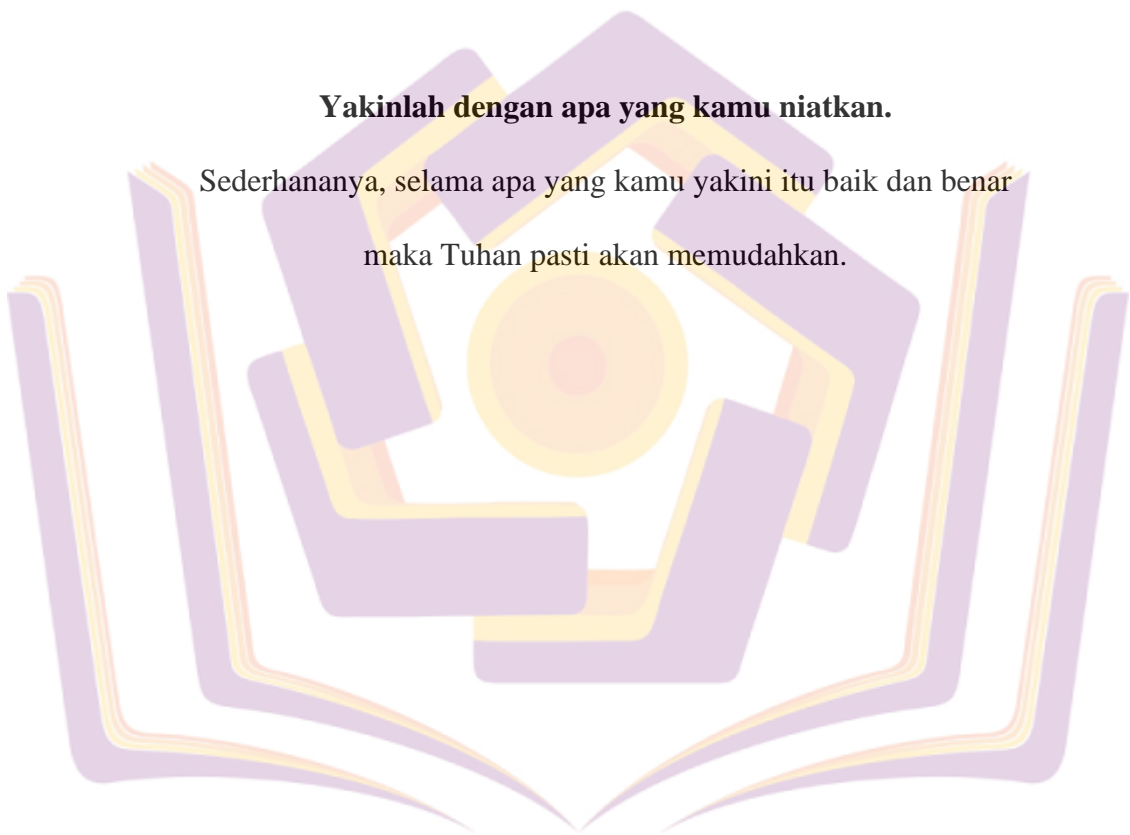 Yakinlah dengan apa yang kamu niatkan.
Sederhananya, selama apa yang kamu yakini itu baik dan benar
maka Tuhan pasti akan memudahkan.